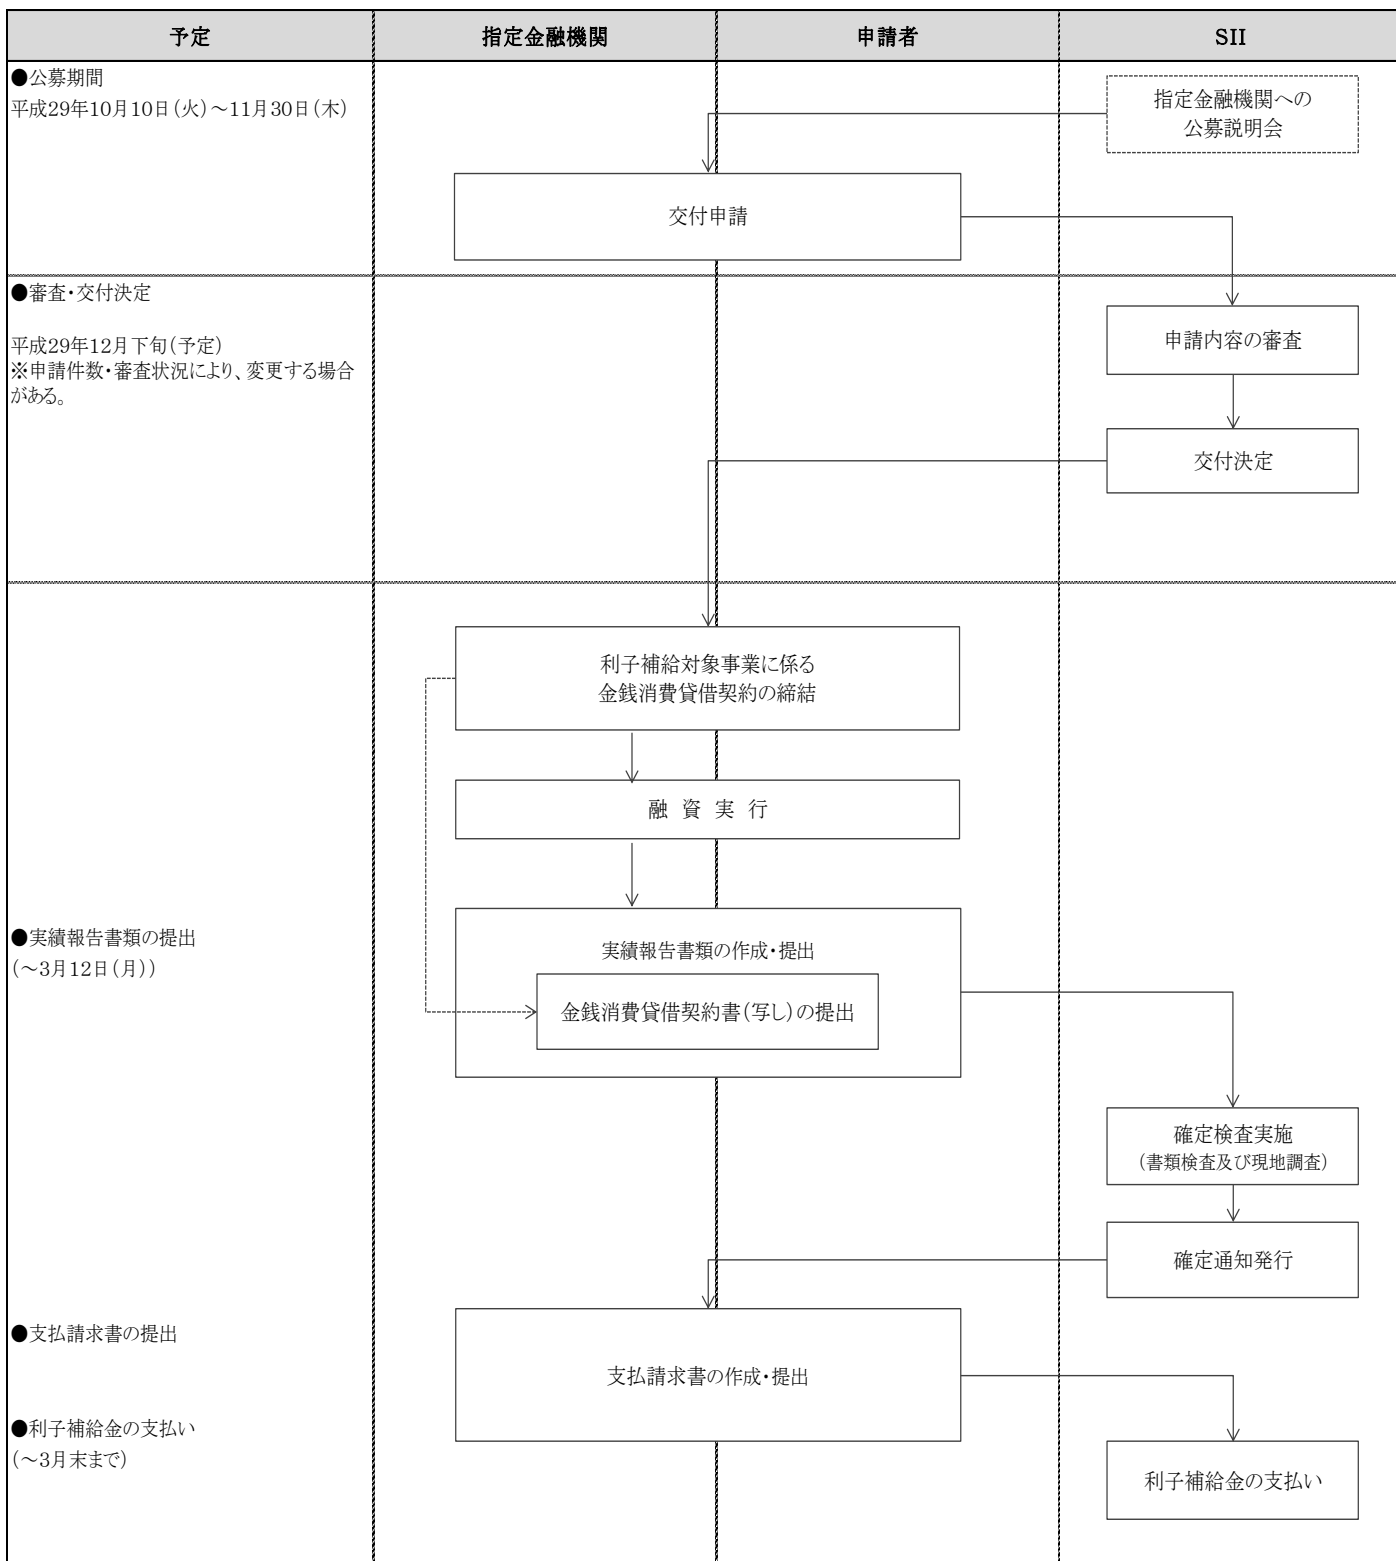 予定
指定金融機関
申請者
SII
●公募期間
平成29年10月10日(火)～11月30日(木)
指定金融機関への
公募説明会
交付申請
●審査・交付決定
平成29年12月下旬(予定)
※申請件数・審査状況により、変更する場合
がある。
申請内容の審査
交付決定
利子補給対象事業に係る
金銭消費貸借契約の締結
融 資 実 行
●実績報告書類の提出
(～3月12日(月))
実績報告書類の作成・提出
金銭消費貸借契約書(写し)の提出
確定検査実施
(書類検査及び現地調査)
確定通知発行
●支払請求書の提出
支払請求書の作成・提出
●利子補給金の支払い
(～3月末まで)
利子補給金の支払い